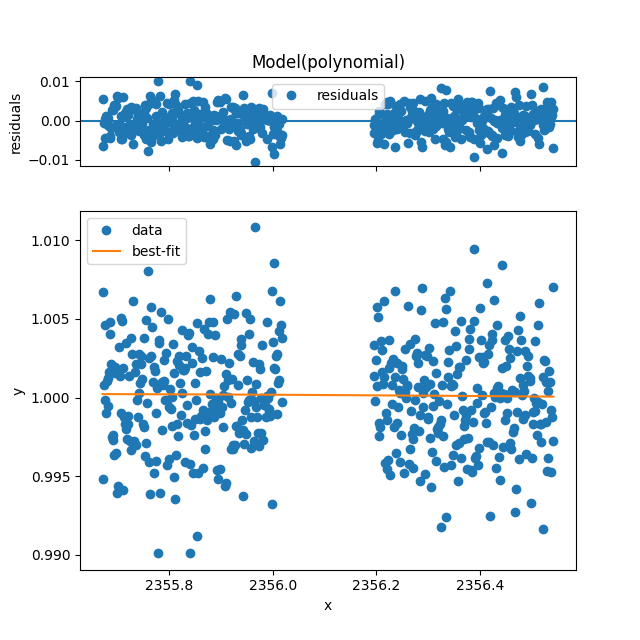 Model(polynomial)
0.01
0.00
−0.01
residuals
residuals
1.010
1.005
1.000
0.995
0.990
y
data
best-fit
2355.8 2356.0 2356.2 2356.4
x